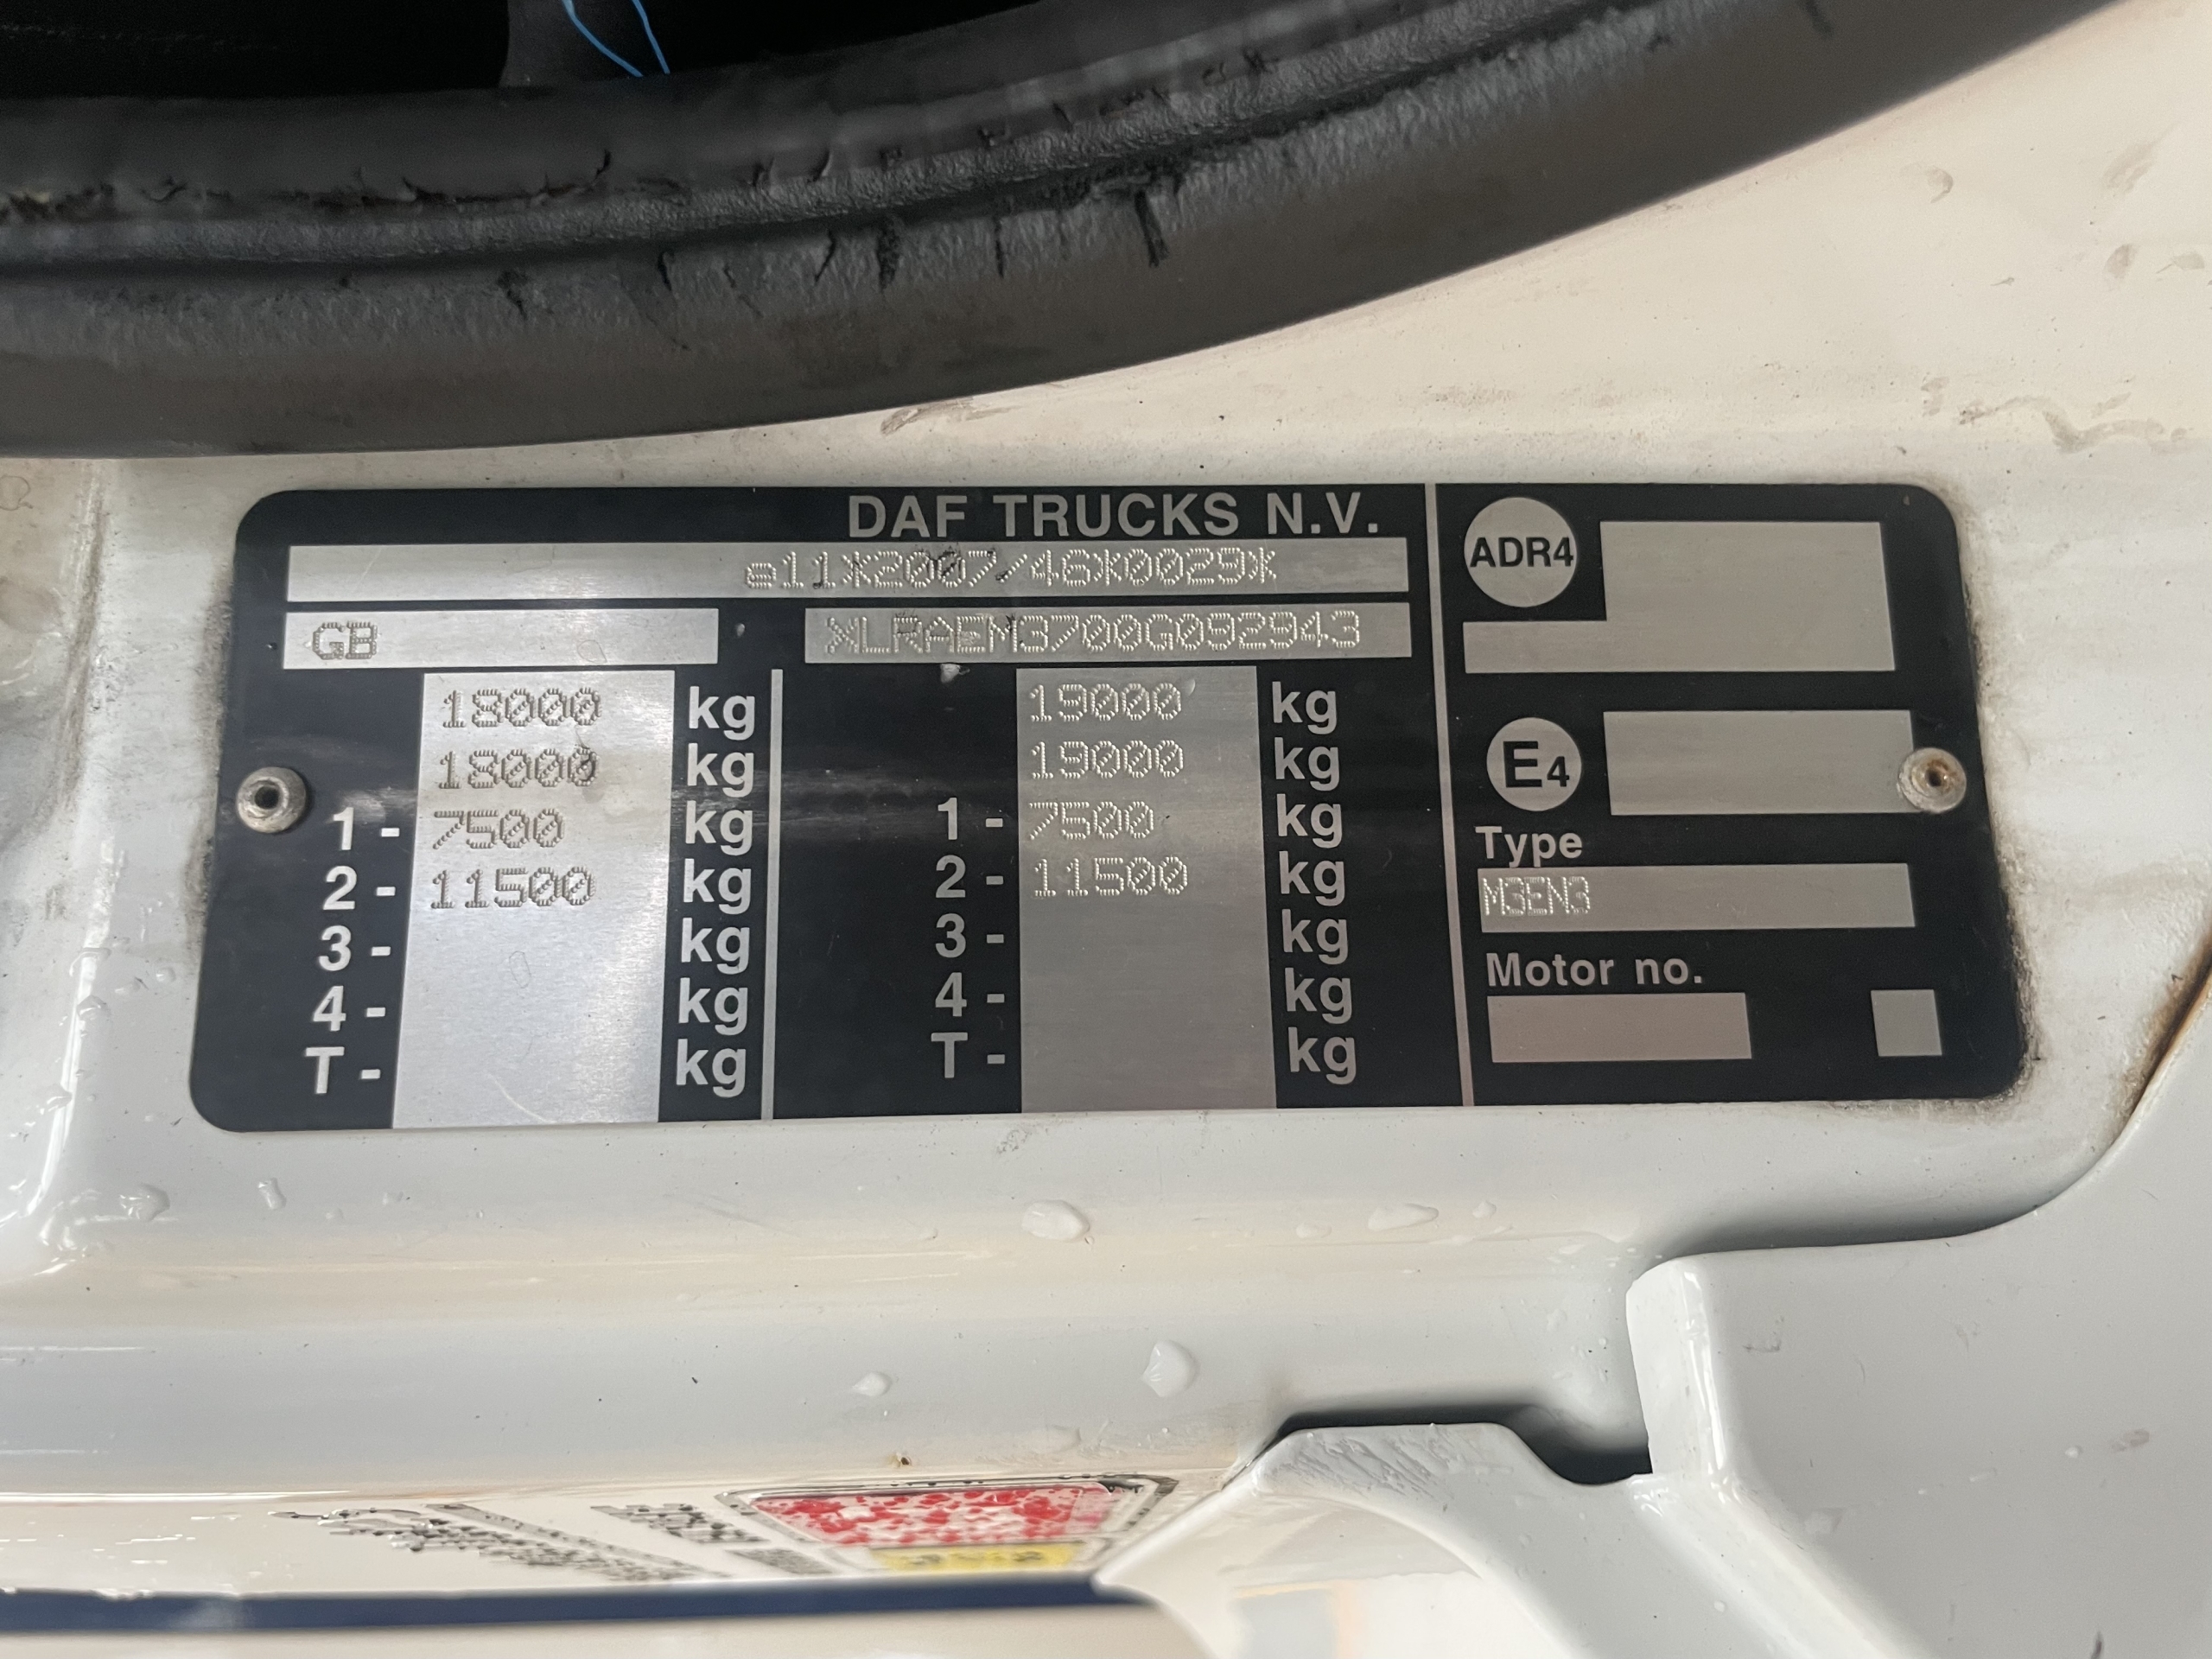 DAF TRUCKS N.V.
e11*2007/46*0029*
GB
XLRAEM3700G092943
18000 kg
18000 kg
1 - 7500 kg
2 - 11500 kg
3 - kg
4 - kg
T - kg
19000 kg
19000 kg
1 - 7500 kg
2 - 11500 kg
3 - kg
4 - kg
T - kg
ADR4
E4
Type
M3EN3
Motor no.